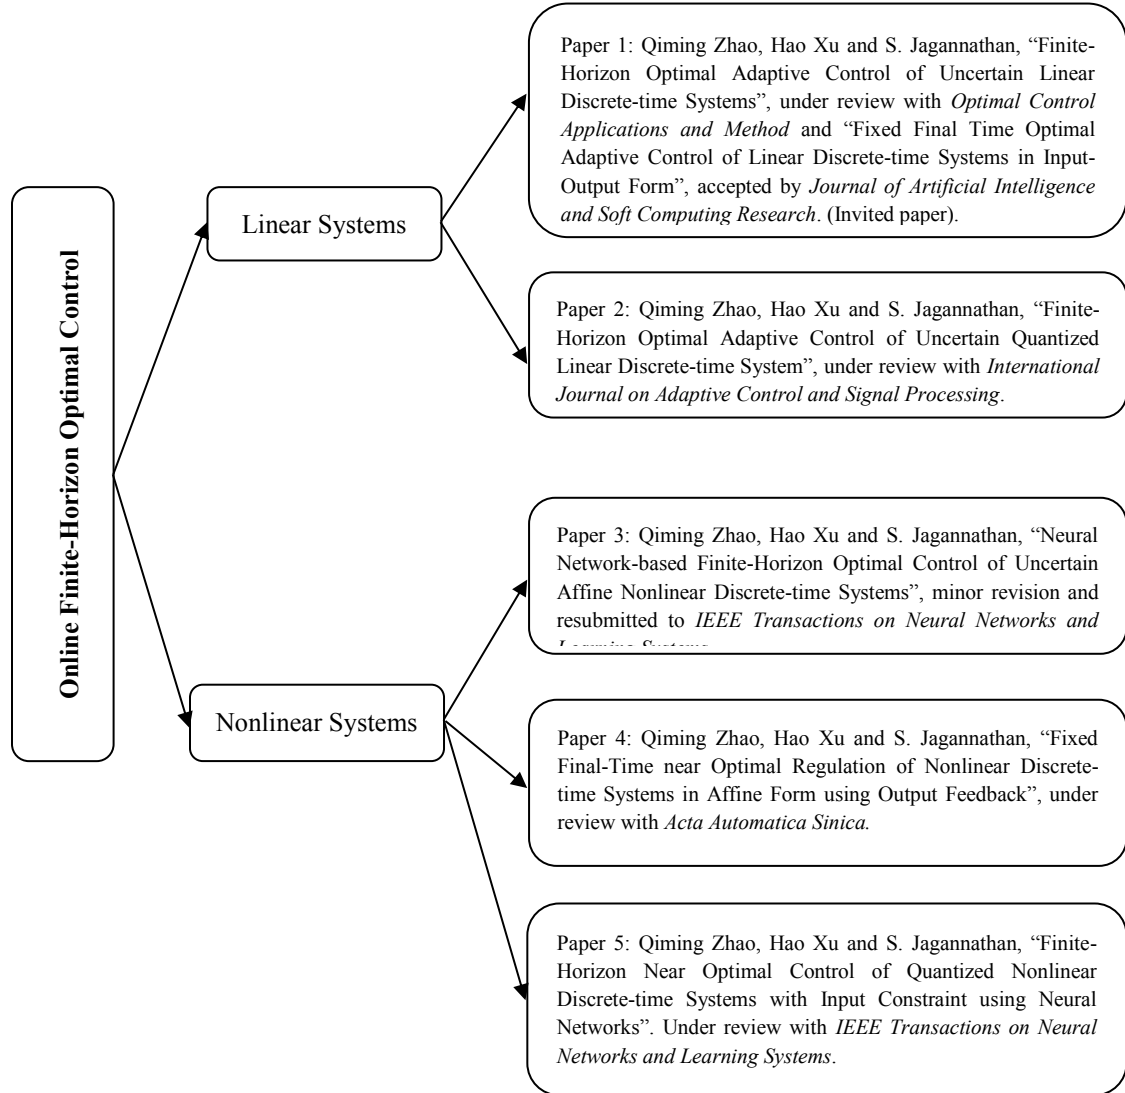 Online Finite-Horizon Optimal Control
Linear Systems
Paper 1: Qiming Zhao, Hao Xu and S. Jagannathan, “Finite-
Horizon Optimal Adaptive Control of Uncertain Linear
Discrete-time Systems”, under review with Optimal Control
Applications and Method and “Fixed Final Time Optimal
Adaptive Control of Linear Discrete-time Systems in Input-
Output Form”, accepted by Journal of Artificial Intelligence
and Soft Computing Research. (Invited paper).
Paper 2: Qiming Zhao, Hao Xu and S. Jagannathan, “Finite-
Horizon Optimal Adaptive Control of Uncertain Quantized
Linear Discrete-time System”, under review with International
Journal on Adaptive Control and Signal Processing.
Nonlinear Systems
Paper 3: Qiming Zhao, Hao Xu and S. Jagannathan, “Neural
Network-based Finite-Horizon Optimal Control of Uncertain
Affine Nonlinear Discrete-time Systems”, minor revision and
resubmitted to IEEE Transactions on Neural Networks and
Paper 4: Qiming Zhao, Hao Xu and S. Jagannathan, “Fixed
Final-Time near Optimal Regulation of Nonlinear Discrete-
time Systems in Affine Form using Output Feedback”, under
review with Acta Automatica Sinica.
Paper 5: Qiming Zhao, Hao Xu and S. Jagannathan, “Finite-
Horizon Near Optimal Control of Quantized Nonlinear
Discrete-time Systems with Input Constraint using Neural
Networks”. Under review with IEEE Transactions on Neural
Networks and Learning Systems.